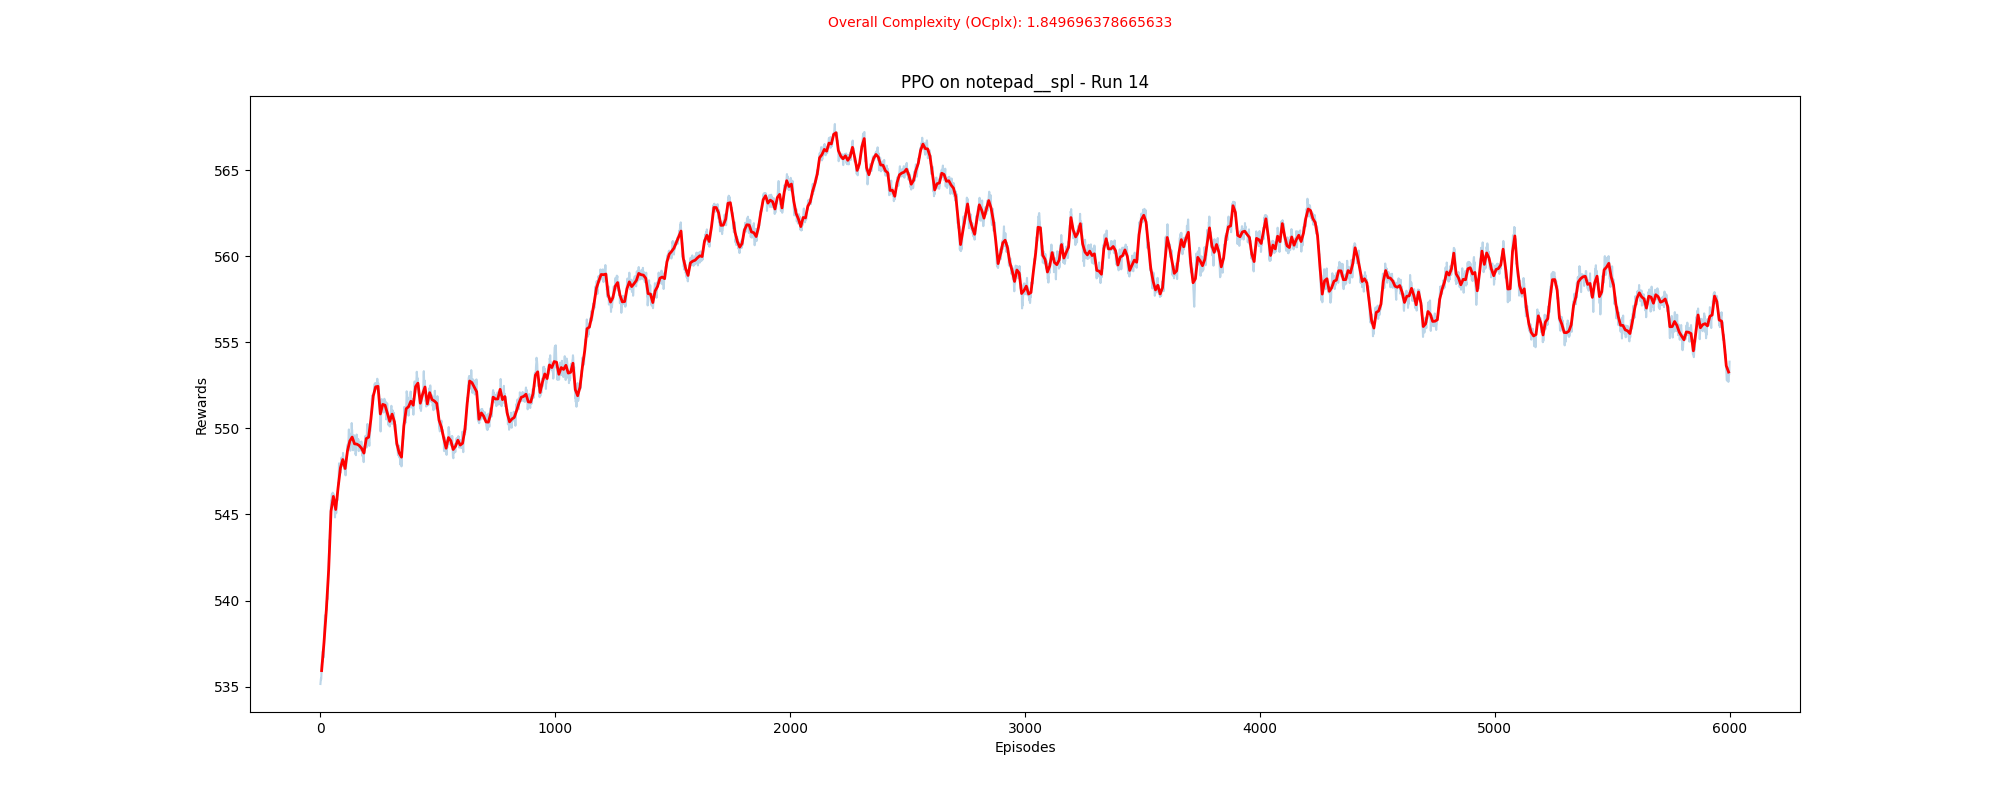 Overall Complexity (OCplx): 1.849696378665633
PPO on notepad__spl - Run 14
565
560
555
550
545
540
535
Rewards
0 1000 2000 3000 4000 5000 6000
Episodes